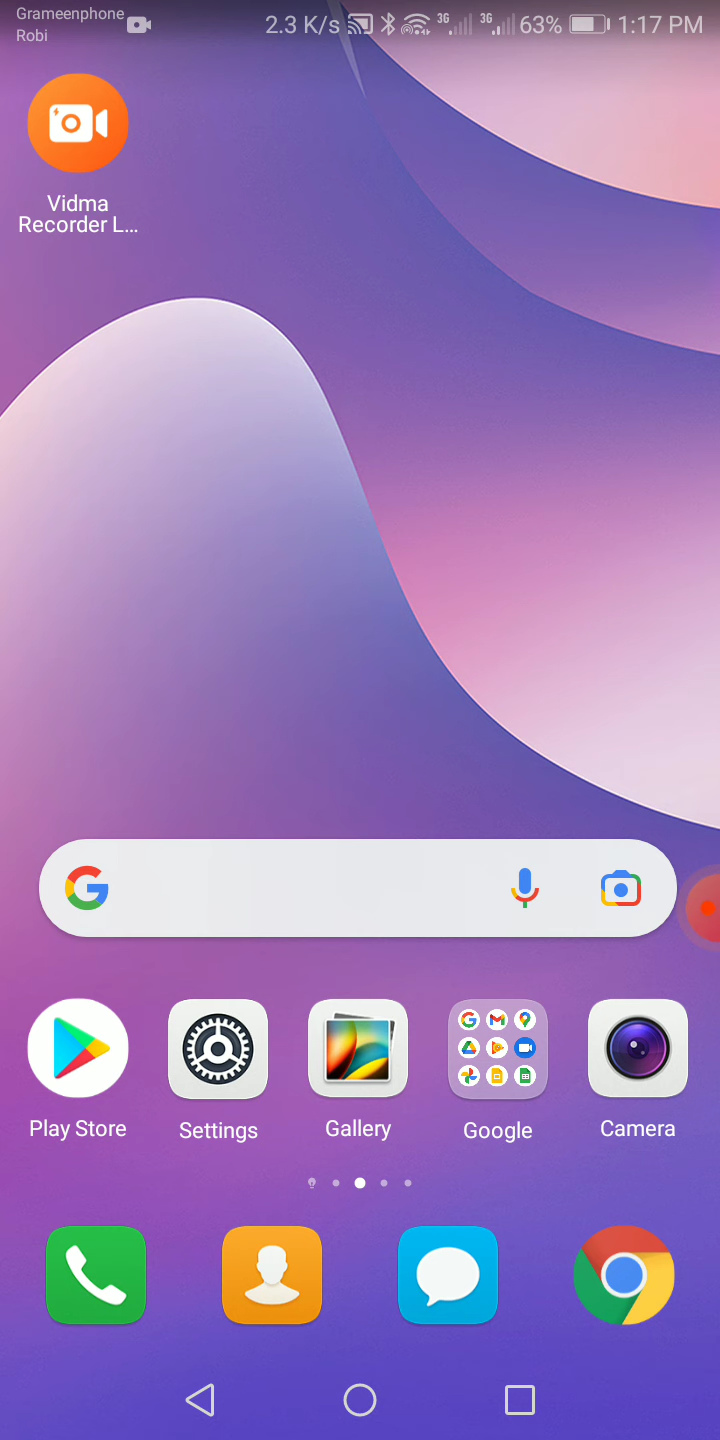 Grameenphone
Robi
2.3 K/s 3G 3G 63% 1:17 PM
Vidma
Recorder L...
Play Store
Settings
Gallery
Google
Camera